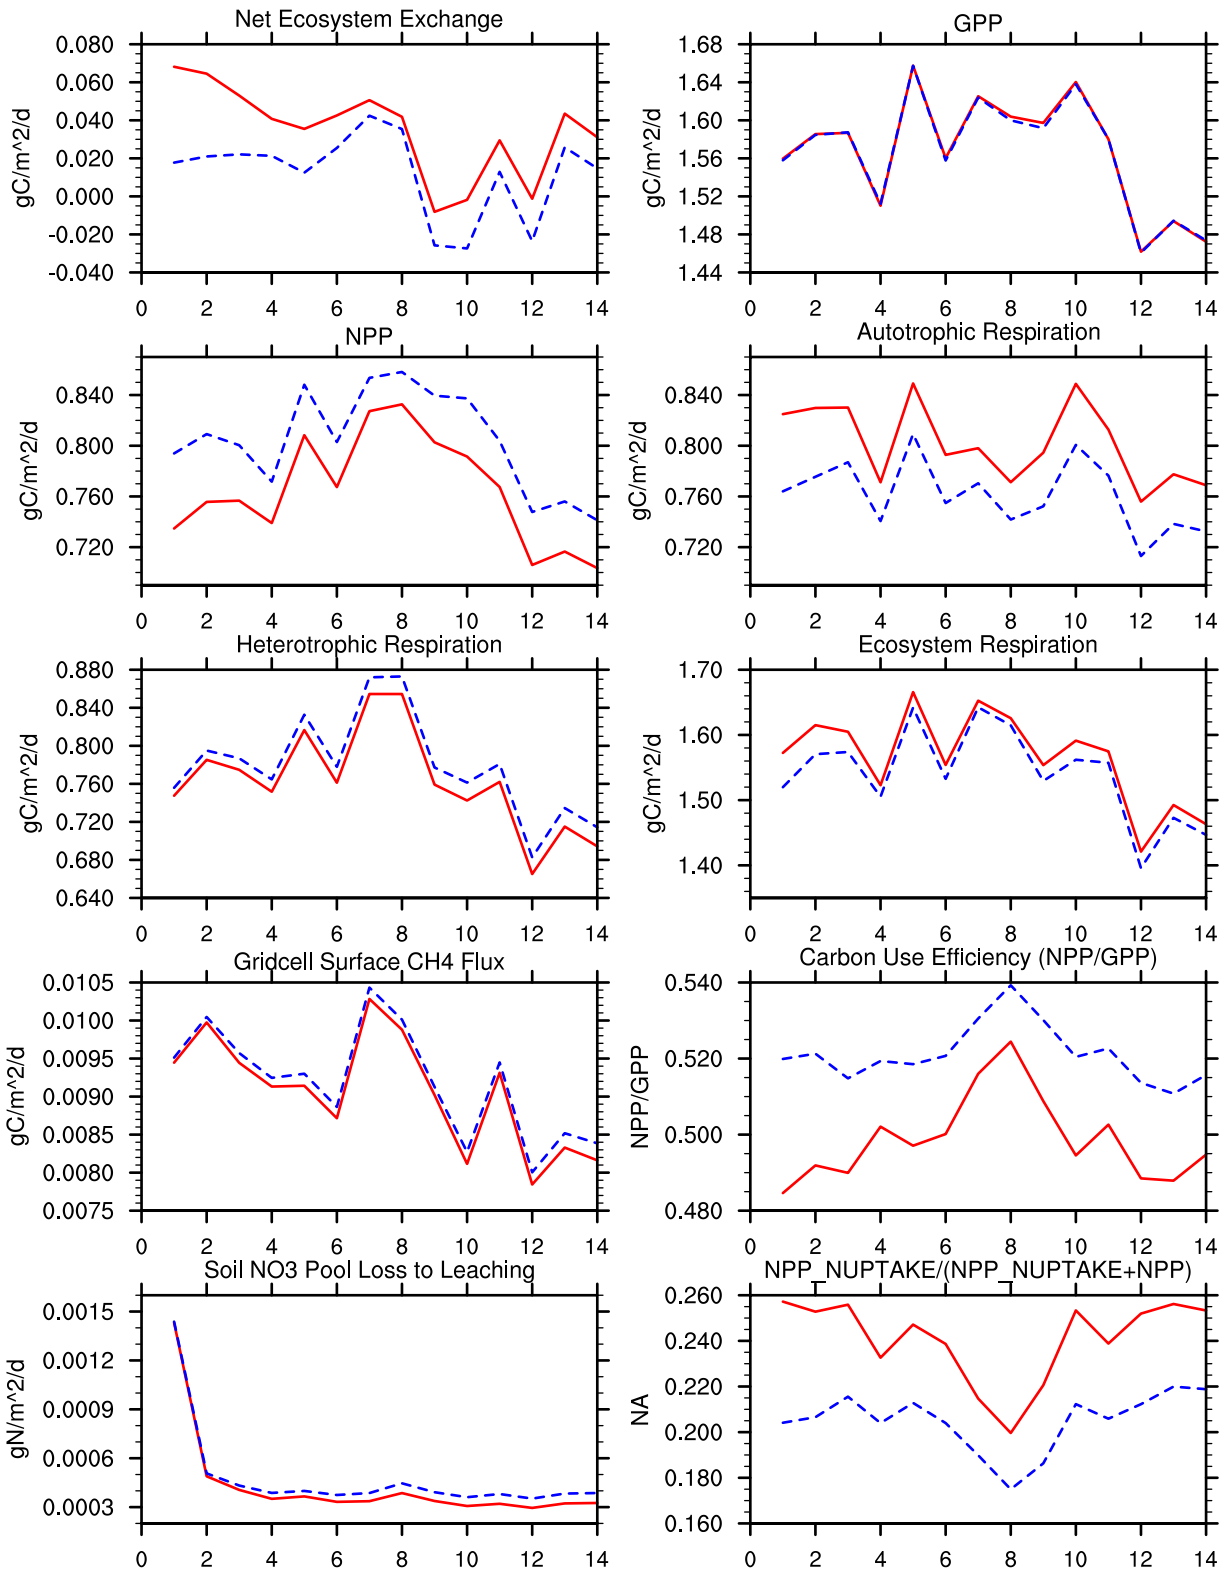 Net Ecosystem Exchange
gC/m^2/d
0.080
0.060
0.040
0.020
0.000
-0.020
-0.040
0 2 4 6 8 10 12 14
GPP
gC/m^2/d
1.68
1.64
1.60
1.56
1.52
1.48
1.44
0 2 4 6 8 10 12 14
NPP
gC/m^2/d
0.840
0.800
0.760
0.720
0 2 4 6 8 10 12 14
Autotrophic Respiration
gC/m^2/d
0.840
0.800
0.760
0.720
0 2 4 6 8 10 12 14
Heterotrophic Respiration
gC/m^2/d
0.880
0.840
0.800
0.760
0.720
0.680
0.640
0 2 4 6 8 10 12 14
Ecosystem Respiration
gC/m^2/d
1.70
1.60
1.50
1.40
0 2 4 6 8 10 12 14
Gridcell Surface CH4 Flux
gC/m^2/d
0.0105
0.0100
0.0095
0.0090
0.0085
0.0080
0.0075
0 2 4 6 8 10 12 14
Carbon Use Efficiency (NPP/GPP)
NPP/GPP
0.540
0.520
0.500
0.480
0 2 4 6 8 10 12 14
Soil NO3 Pool Loss to Leaching
gN/m^2/d
0.0015
0.0012
0.0009
0.0006
0.0003
0 2 4 6 8 10 12 14
NPP_NUPTAKE/(NPP_NUPTAKE+NPP)
NA
0.260
0.240
0.220
0.200
0.180
0.160
0 2 4 6 8 10 12 14